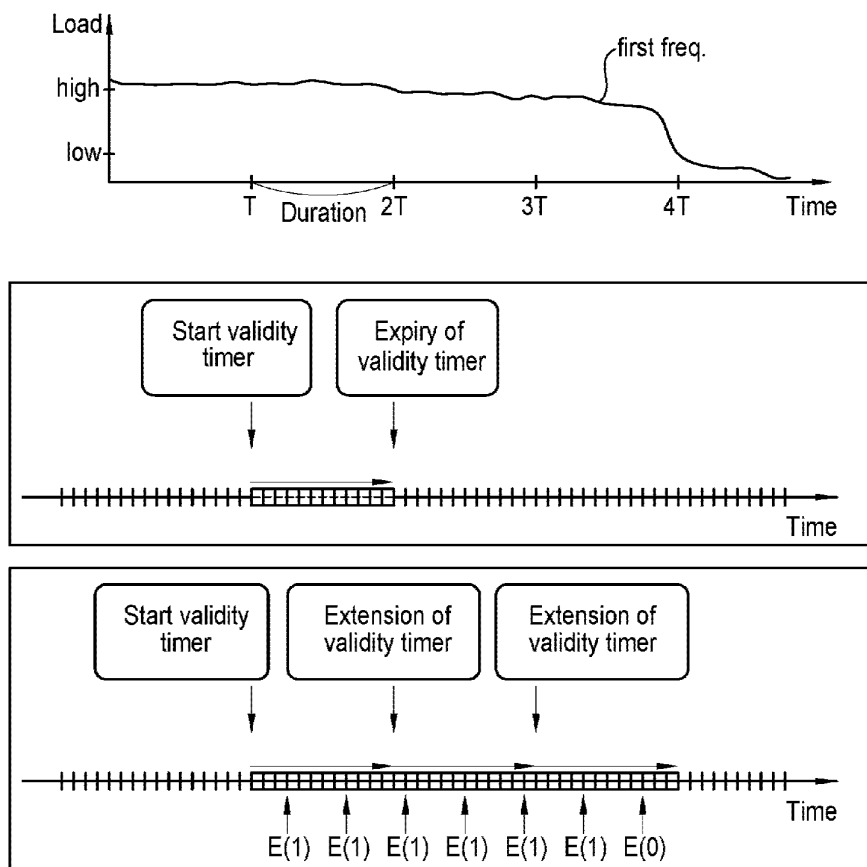 Load
first freq.
high
low
T
Duration
2T
3T
4T
Time
Start validity
timer
Expiry of
validity timer
Time
Start validity
timer
Extension of
validity timer
Extension of
validity timer
Time
E(1) E(1) E(1) E(1) E(1) E(1) E(0)